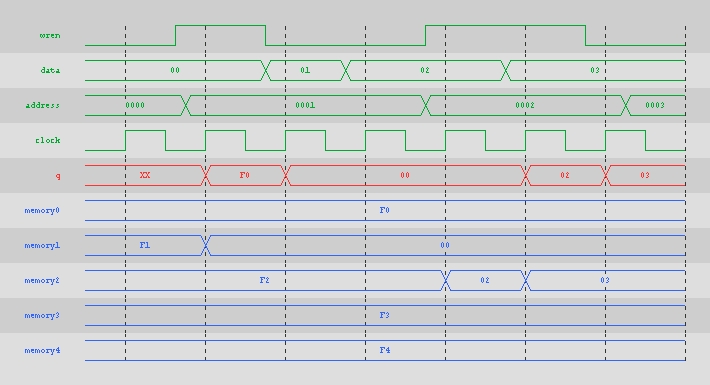 wren
data 00 01 02 03
address 0000 0001 0002 0003
clock
q XX F0 00 02 03
memory0 F0
memory1 F1 00
memory2 F2 02 03
memory3 F3
memory4 F4